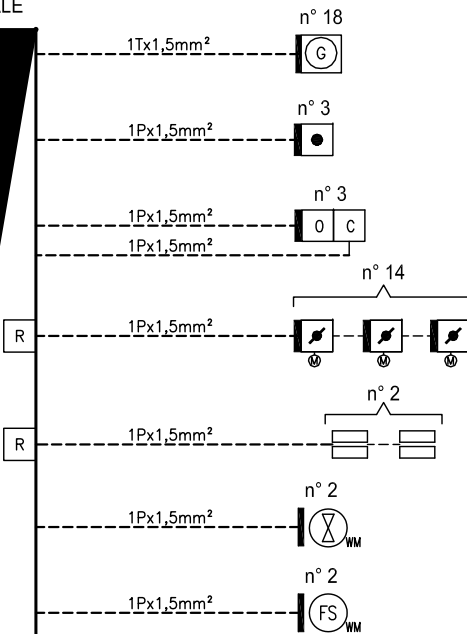 ALE
n° 18
1Tx1,5mm²
G
n° 3
1Px1,5mm²
n° 3
1Px1,5mm²
O C
1Px1,5mm²
n° 14
R
1Px1,5mm²
M M M
n° 2
R
1Px1,5mm²
n° 2
1Px1,5mm²
WM
n° 2
1Px1,5mm²
FS
WM